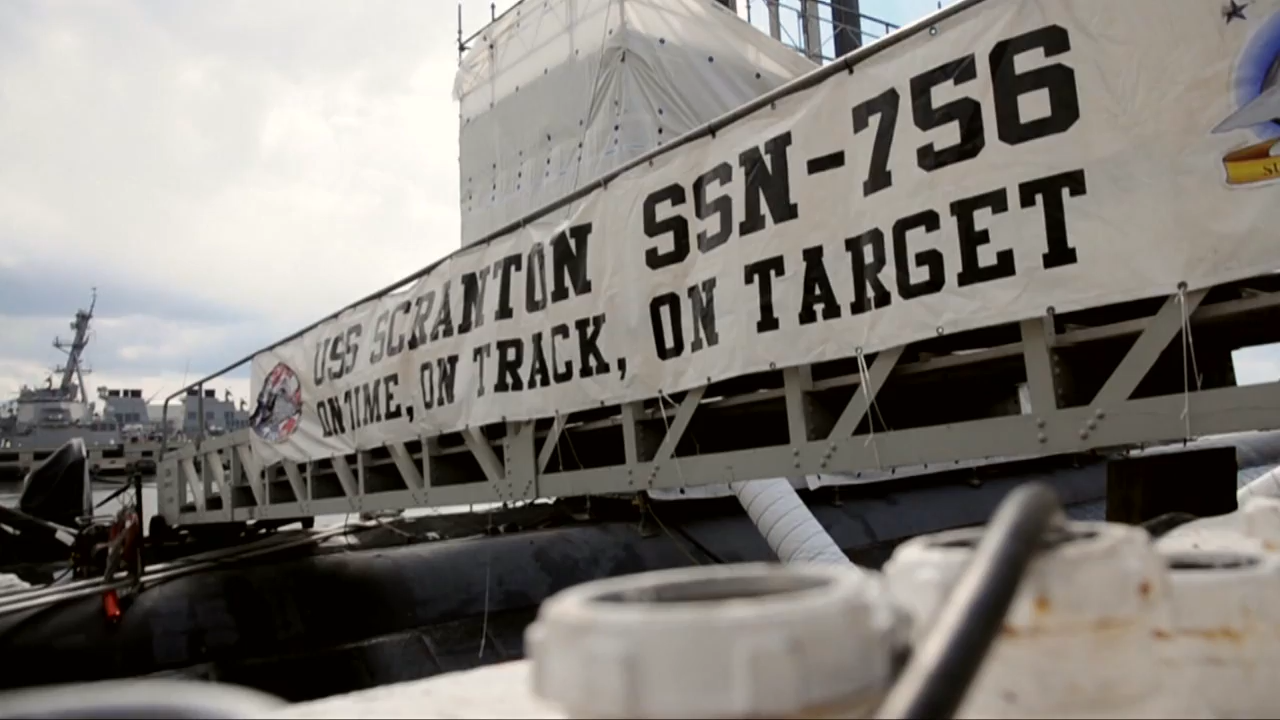 USS SCRANTON SSN-756
ON TIME, ON TRACK, ON TARGET